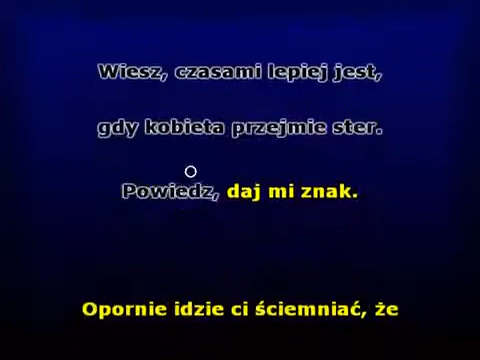 Wiesz, czasami lepiej jest,
gdy kobieta przejmie ster.
Powiedz, daj mi znak.
Opornie idzie ci ściemniać, że